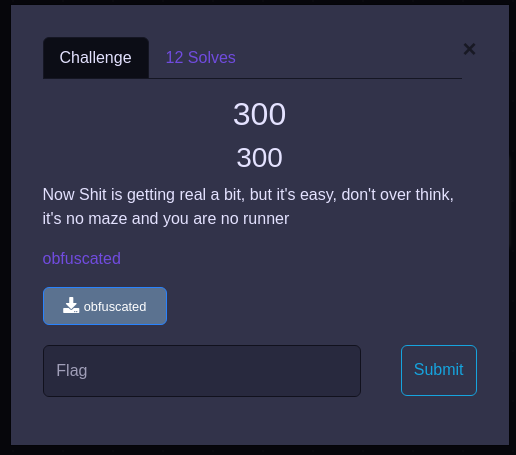 Challenge
12 Solves
×
300
300
Now Shit is getting real a bit, but it's easy, don't over think,
it's no maze and you are no runner
obfuscated
obfuscated
Flag
Submit